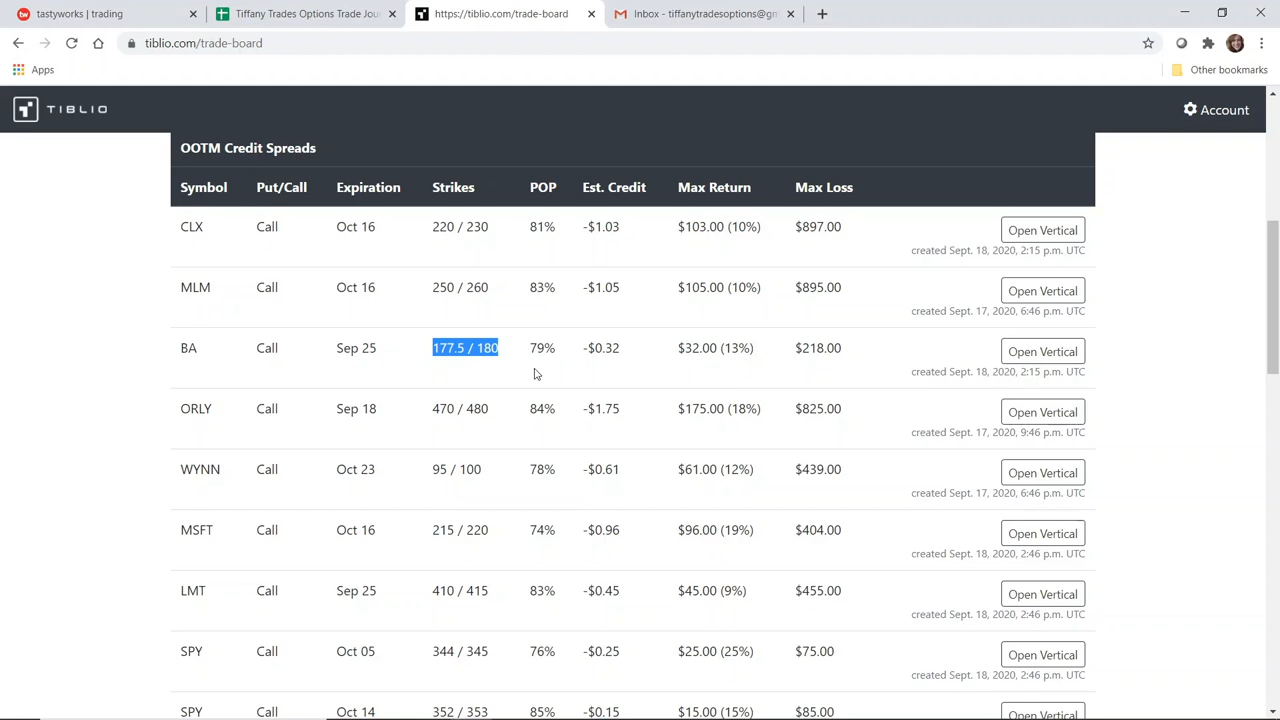 tastyworks | trading
Tiffany Trades Options Trade Jou
https://tiblio.com/trade-board
Inbox - tiffanytradesoptions@gm
tiblio.com/trade-board
Apps
Other bookmarks
TIBLIO
Account
OOTM Credit Spreads
Symbol Put/Call Expiration Strikes POP Est. Credit Max Return Max Loss
CLX Call Oct 16 220 / 230 81% -$1.03 $103.00 (10%) $897.00 Open Vertical
created Sept. 18, 2020, 2:15 p.m. UTC
MLM Call Oct 16 250 / 260 83% -$1.05 $105.00 (10%) $895.00 Open Vertical
created Sept. 17, 2020, 6:46 p.m. UTC
BA Call Sep 25 177.5 / 180 79% -$0.32 $32.00 (13%) $218.00 Open Vertical
created Sept. 18, 2020, 2:15 p.m. UTC
ORLY Call Sep 18 470 / 480 84% -$1.75 $175.00 (18%) $825.00 Open Vertical
created Sept. 17, 2020, 9:46 p.m. UTC
WYNN Call Oct 23 95 / 100 78% -$0.61 $61.00 (12%) $439.00 Open Vertical
created Sept. 17, 2020, 6:46 p.m. UTC
MSFT Call Oct 16 215 / 220 74% -$0.96 $96.00 (19%) $404.00 Open Vertical
created Sept. 18, 2020, 2:46 p.m. UTC
LMT Call Sep 25 410 / 415 83% -$0.45 $45.00 (9%) $455.00 Open Vertical
created Sept. 18, 2020, 2:46 p.m. UTC
SPY Call Oct 05 344 / 345 76% -$0.25 $25.00 (25%) $75.00 Open Vertical
created Sept. 18, 2020, 2:46 p.m. UTC
SPY Call Oct 14 352 / 353 85% -$0.15 $15.00 (15%) $85.00 Open Vertical